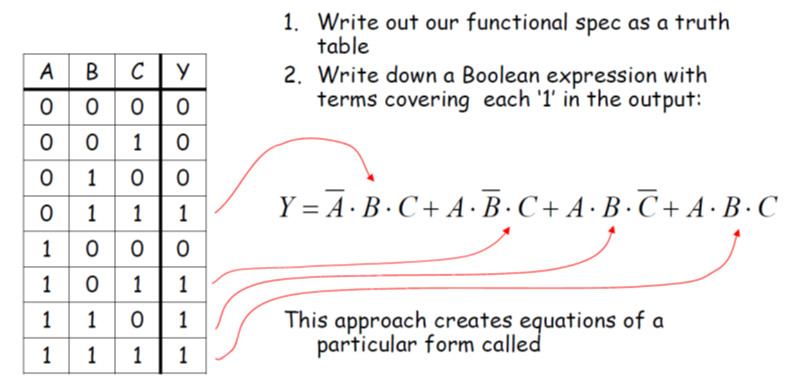 1. Write out our functional spec as a truth
table
2. Write down a Boolean expression with
terms covering each '1' in the output:
A B C Y
0 0 0 0
0 0 1 0
0 1 0 0
0 1 1 1
1 0 0 0
1 0 1 1
1 1 0 1
1 1 1 1
Y = A̅ · B · C + A · B̅ · C + A · B · C̅ + A · B · C
This approach creates equations of a
particular form called